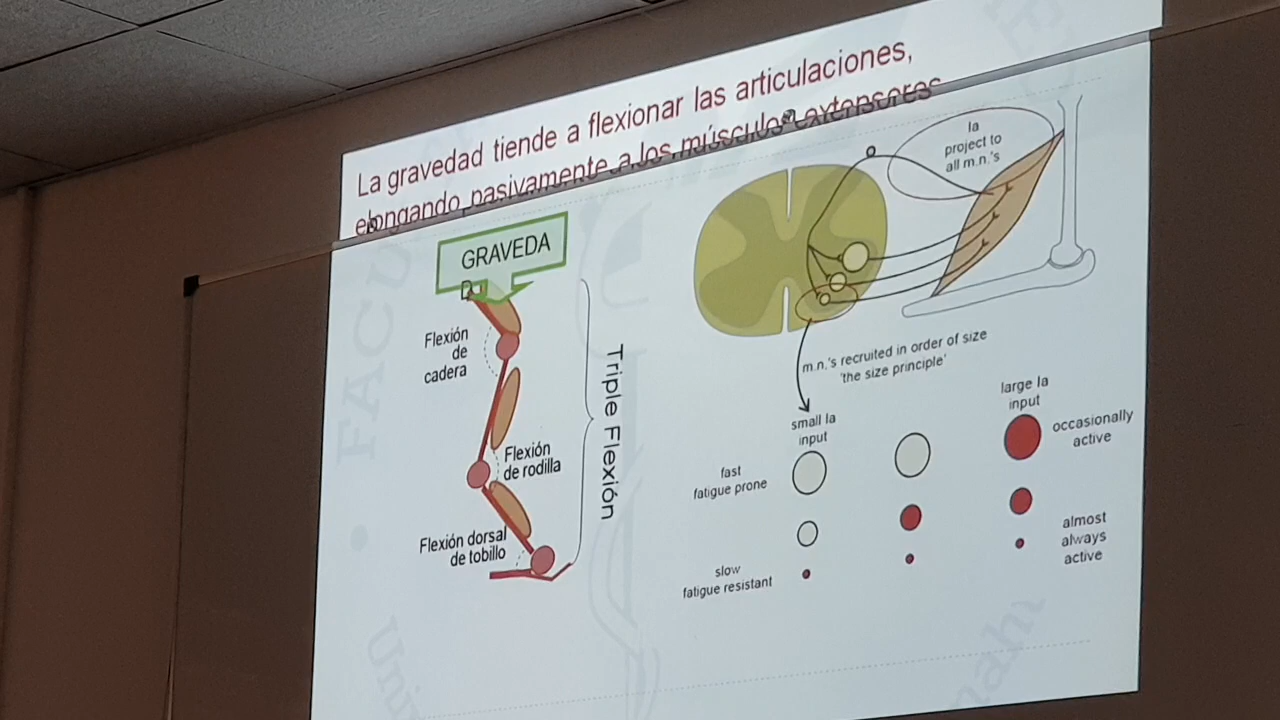 La gravedad tiende a flexionar las articulaciones,
elongando pasivamente a los músculos extensores
GRAVEDA
D
Flexión
de
cadera
Flexión
de rodilla
Flexión dorsal
de tobillo
Triple Flexión
Ia
project to
all m.n.'s
m.n.'s recruited in order of size
'the size principle'
small Ia
input
large Ia
input
occasionally
active
fast
fatigue prone
almost
always
active
slow
fatigue resistant
FACU